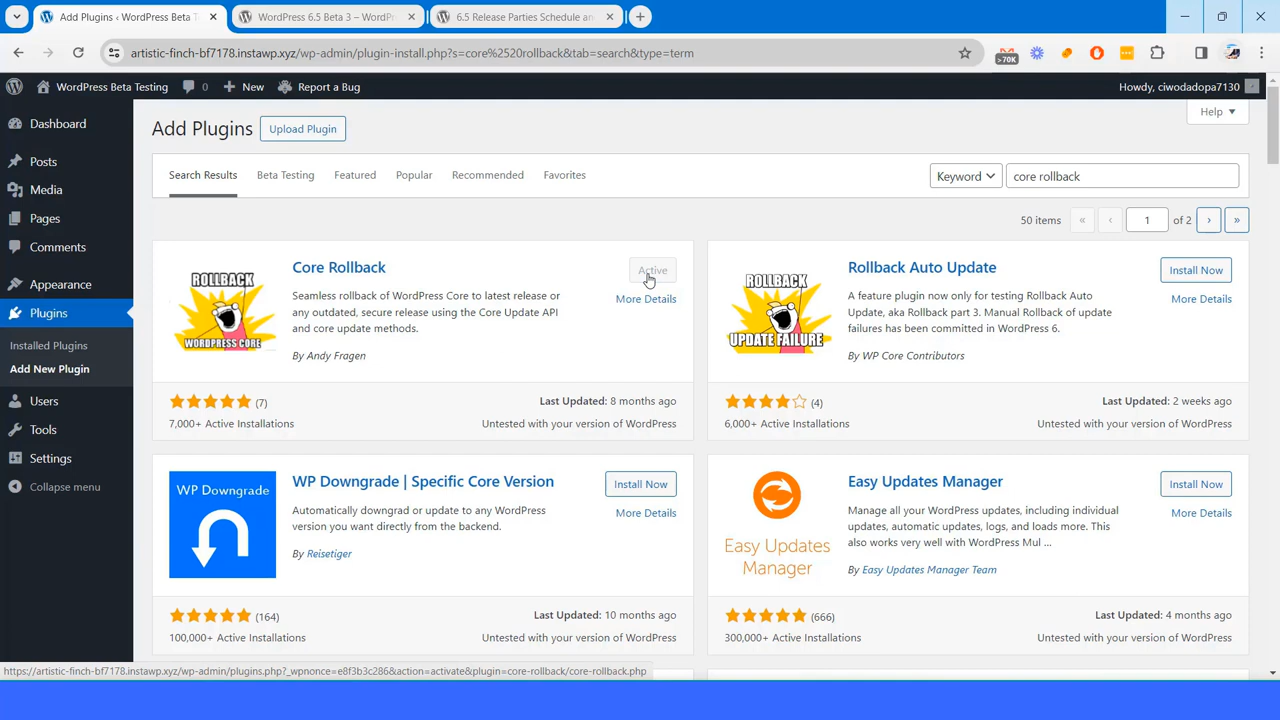 Add Plugins ‹ WordPress Beta T
WordPress 6.5 Beta 3 – WordPr
6.5 Release Parties Schedule an
artistic-finch-bf7178.instawp.xyz/wp-admin/plugin-install.php?s=core%2520rollback&tab=search&type=term
>70K
WordPress Beta Testing
0
New
Report a Bug
Howdy, ciwodadopa7130
Dashboard
Posts
Media
Pages
Comments
Appearance
Plugins
Installed Plugins
Add New Plugin
Users
Tools
Settings
Collapse menu
Add Plugins
Upload Plugin
Help
Search Results
Beta Testing
Featured
Popular
Recommended
Favorites
Keyword
core rollback
50 items
«
‹
1
of 2
›
»
ROLLBACK
WORDPRESS CORE
Core Rollback
Active
More Details
Seamless rollback of WordPress Core to latest release or
any outdated, secure release using the Core Update API
and core update methods.
By Andy Fragen
(7)
7,000+ Active Installations
Last Updated: 8 months ago
Untested with your version of WordPress
ROLLBACK
UPDATE FAILURE
Rollback Auto Update
Install Now
More Details
A feature plugin now only for testing Rollback Auto
Update, aka Rollback part 3. Manual Rollback of update
failures has been committed in WordPress 6.
By WP Core Contributors
(4)
6,000+ Active Installations
Last Updated: 2 weeks ago
Untested with your version of WordPress
WP Downgrade
WP Downgrade | Specific Core Version
Install Now
More Details
Automatically downgrad or update to any WordPress
version you want directly from the backend.
By Reisetiger
(164)
100,000+ Active Installations
Last Updated: 10 months ago
Untested with your version of WordPress
Easy Updates
Manager
Easy Updates Manager
Install Now
More Details
Manage all your WordPress updates, including individual
updates, automatic updates, logs, and loads more. This
also works very well with WordPress Mul ...
By Easy Updates Manager Team
(666)
300,000+ Active Installations
Last Updated: 4 months ago
Untested with your version of WordPress
https://artistic-finch-bf7178.instawp.xyz/wp-admin/plugins.php?_wpnonce=e8f3b3c286&action=activate&plugin=core-rollback/core-rollback.php